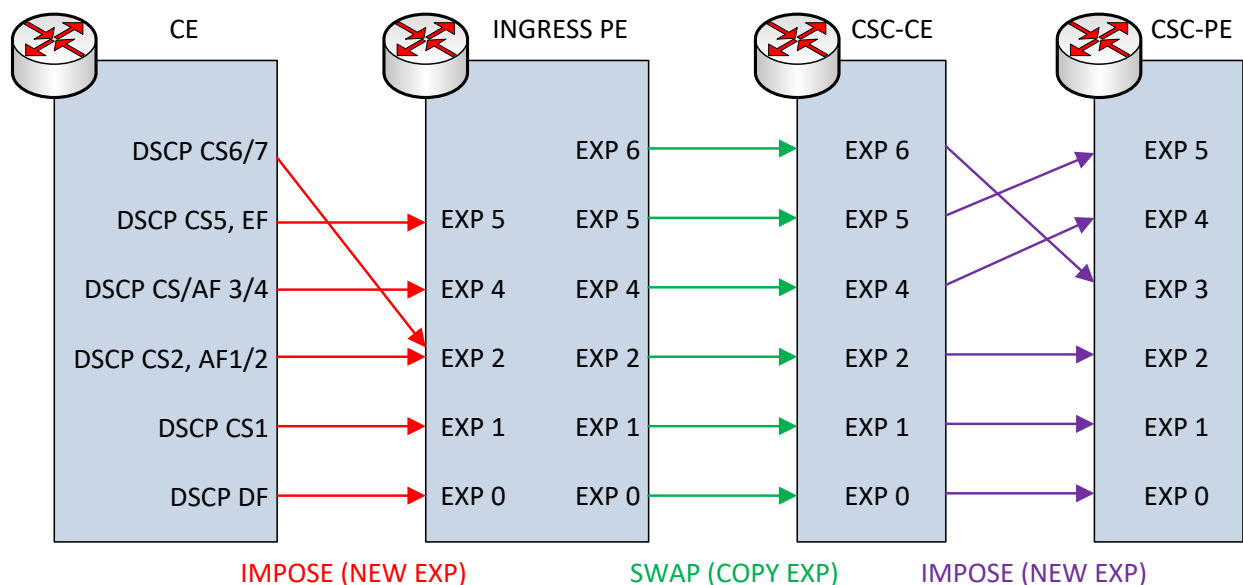 CE
INGRESS PE
CSC-CE
CSC-PE
DSCP CS6/7
EXP 6
EXP 6
EXP 5
DSCP CS5, EF
EXP 5
EXP 5
EXP 5
EXP 4
DSCP CS/AF 3/4
EXP 4
EXP 4
EXP 4
EXP 3
DSCP CS2, AF1/2
EXP 2
EXP 2
EXP 2
EXP 2
DSCP CS1
EXP 1
EXP 1
EXP 1
EXP 1
DSCP DF
EXP 0
EXP 0
EXP 0
EXP 0
IMPOSE (NEW EXP)
SWAP (COPY EXP)
IMPOSE (NEW EXP)